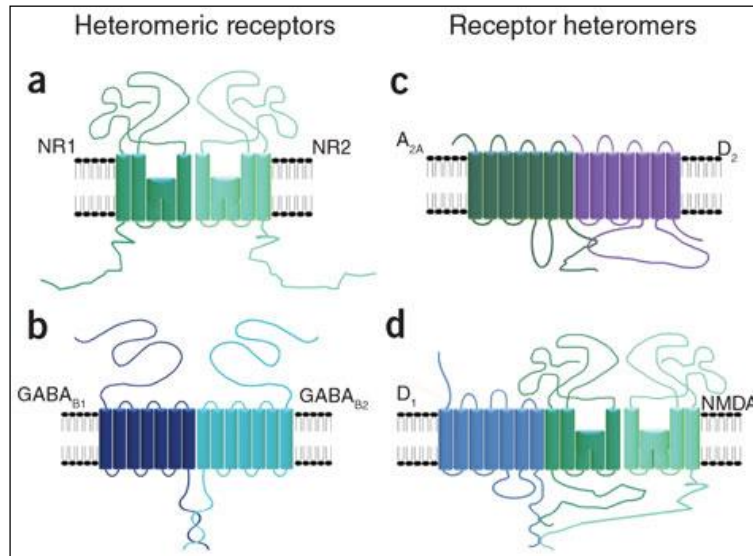 Heteromeric receptors
Receptor heteromers
a
NR1
NR2
c
A2A
D2
b
GABAB1
GABAB2
d
D1
NMDA